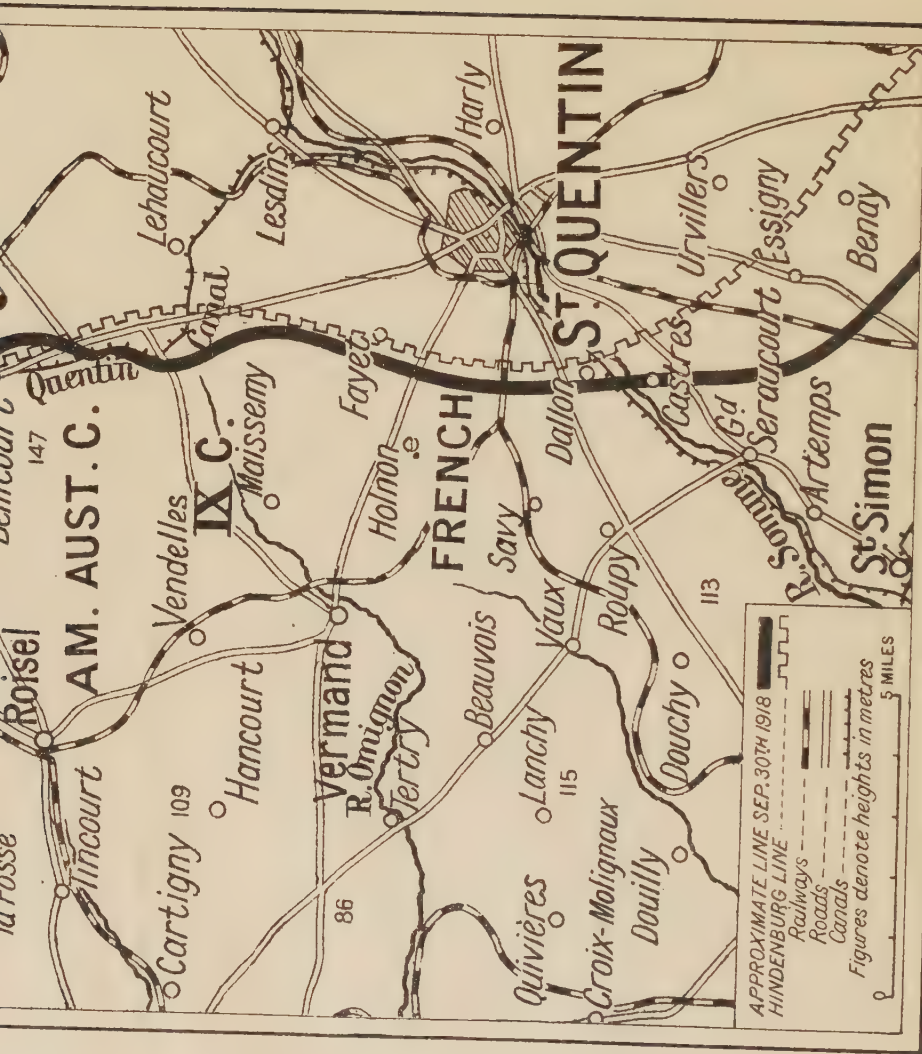 Roisel
Tincourt
147
Quentin
AM. AUST. C.
Cartigny 109
Vendelles
Lehaucourt
Canal
IX C.
Hancourt
Maissemy
Lesdins
Vermand
86
R. Omignon
Tertry
Fayet
Holnon
FRENCH
Harly
Beauvois
Savy
Quivières
Lanchy
115
Vaux
Dallon
ST QUENTIN
Croix-Molignaux
Roupy
Douilly
Douchy
Castres
Urvillers
113
Gd Seraucourt
Essigny
R. Somme
Artemps
Benay
St Simon
APPROXIMATE LINE SEP. 30TH 1918
HINDENBURG LINE
Railways
Roads
Canals
Figures denote heights in metres
0 5 MILES